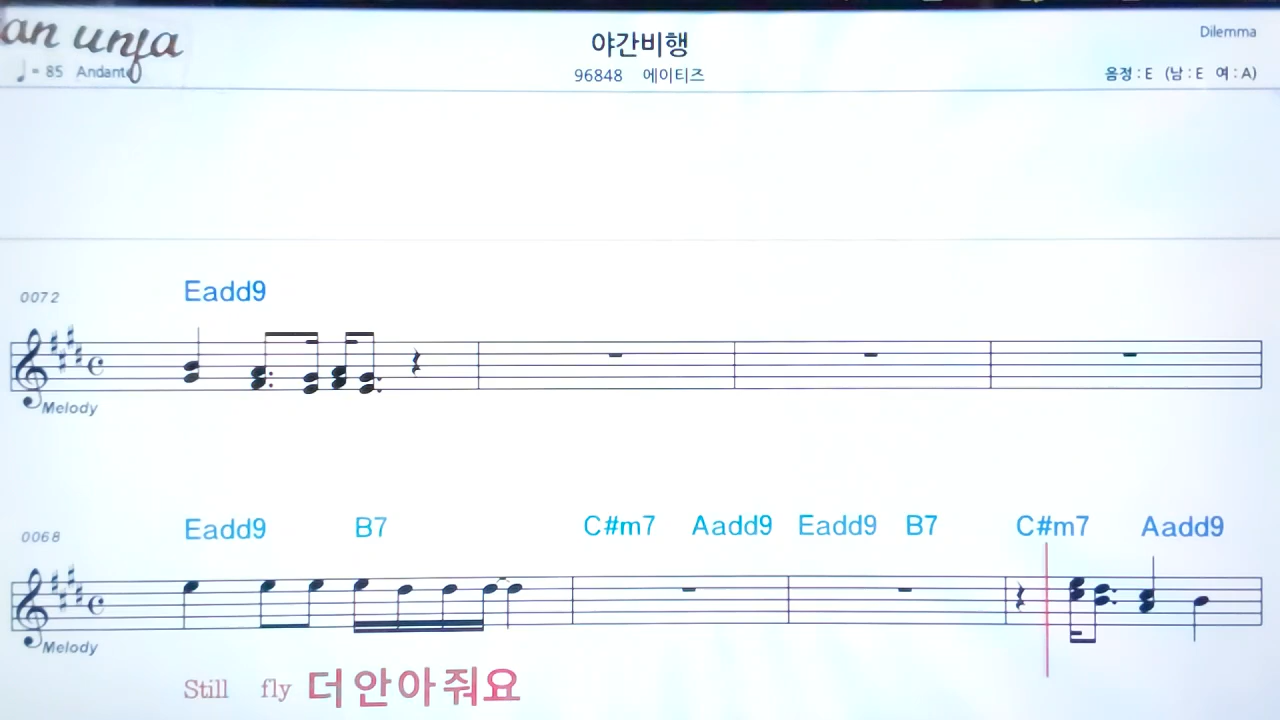 an unja
야간비행
Dilemma
♩= 85 Andante
96848 에이티즈
음정 : E (남 : E 여 : A)
0072
Eadd9
Melody
0068
Eadd9 B7 C#m7 Aadd9 Eadd9 B7 C#m7 Aadd9
Melody
Still fly 더 안 아 줘 요